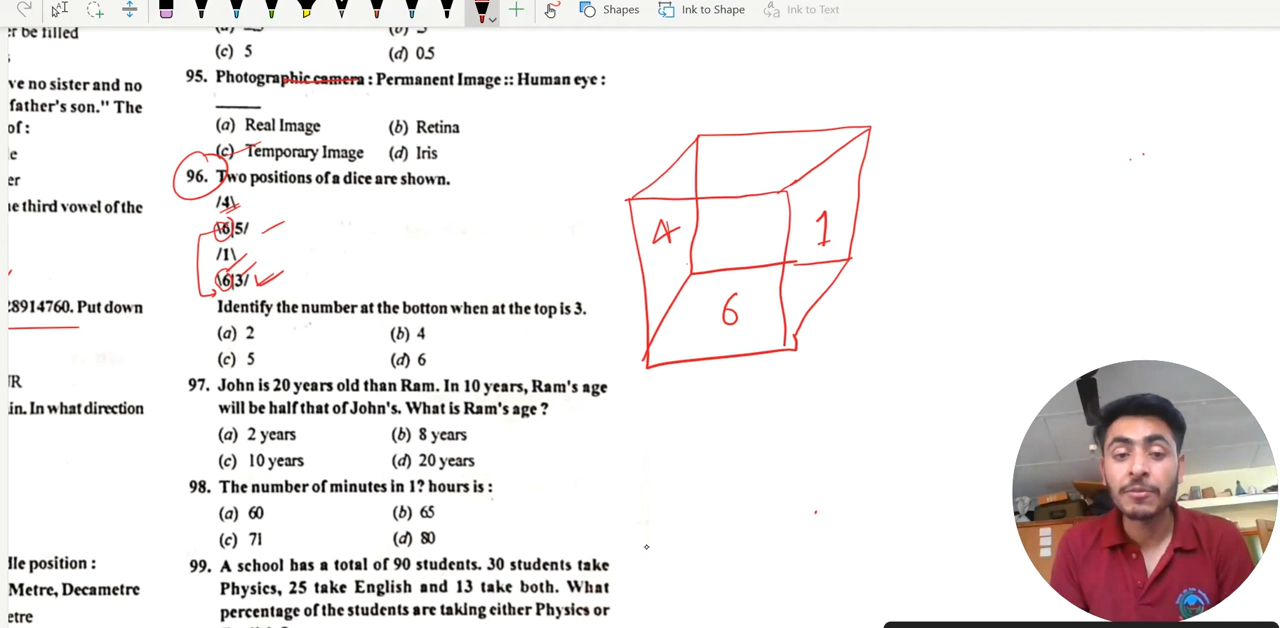 Shapes
Ink to Shape
Ink to Text
er be filled
ve no sister and no
father's son." The
of :
e
er
e third vowel of the
28914760. Put down
JR
in. In what direction
lle position :
Metre, Decametre
etre
(c) 5
(d) 0.5
95. Photographic camera : Permanent Image :: Human eye :
(a) Real Image
(b) Retina
(c) Temporary Image
(d) Iris
96. Two positions of a dice are shown.
/4\
\6|5/
/1\
\6|3/
Identify the number at the botton when at the top is 3.
(a) 2
(b) 4
(c) 5
(d) 6
97. John is 20 years old than Ram. In 10 years, Ram's age
will be half that of John's. What is Ram's age ?
(a) 2 years
(b) 8 years
(c) 10 years
(d) 20 years
98. The number of minutes in 1? hours is :
(a) 60
(b) 65
(c) 71
(d) 80
99. A school has a total of 90 students. 30 students take
Physics, 25 take English and 13 take both. What
percentage of the students are taking either Physics or
4
1
6